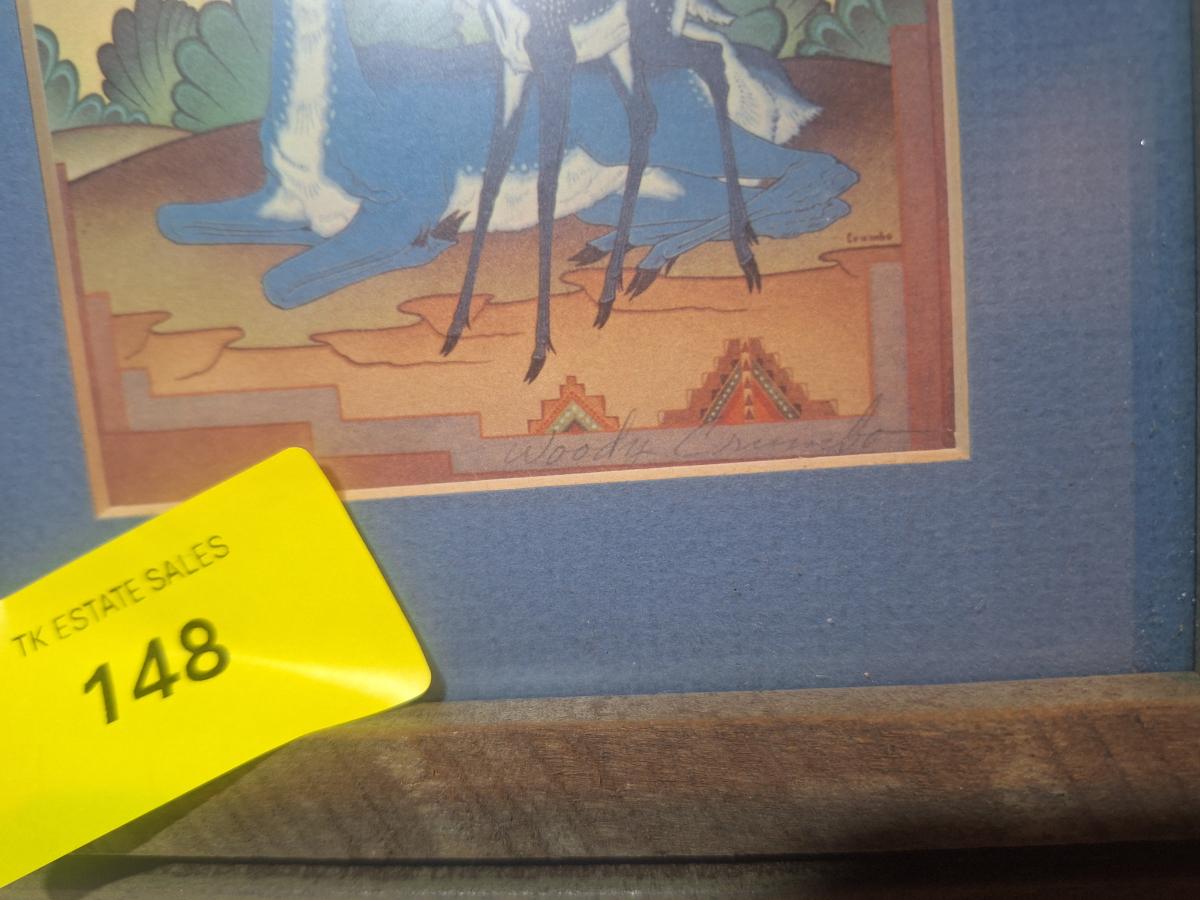 Crumbo
Woody Crumbo
TK ESTATE SALES
148